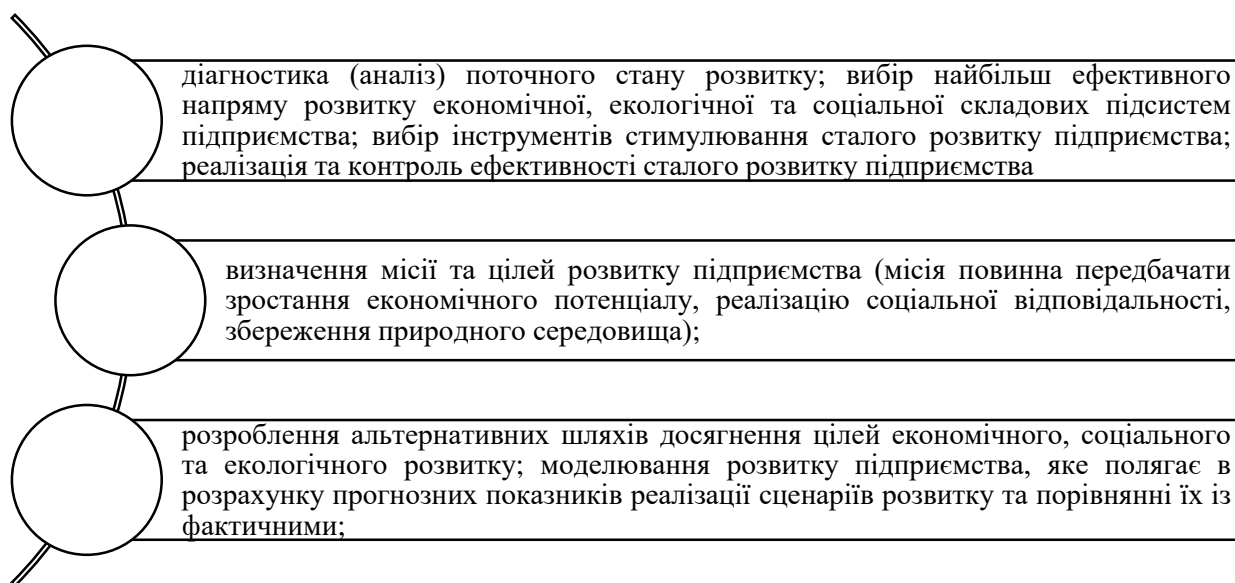 діагностика (аналіз) поточного стану розвитку; вибір найбільш ефективного
напряму розвитку економічної, екологічної та соціальної складових підсистем
підприємства; вибір інструментів стимулювання сталого розвитку підприємства;
реалізація та контроль ефективності сталого розвитку підприємства
визначення місії та цілей розвитку підприємства (місія повинна передбачати
зростання економічного потенціалу, реалізацію соціальної відповідальності,
збереження природного середовища);
розроблення альтернативних шляхів досягнення цілей економічного, соціального
та екологічного розвитку; моделювання розвитку підприємства, яке полягає в
розрахунку прогнозних показників реалізації сценаріїв розвитку та порівнянні їх із
фактичними;